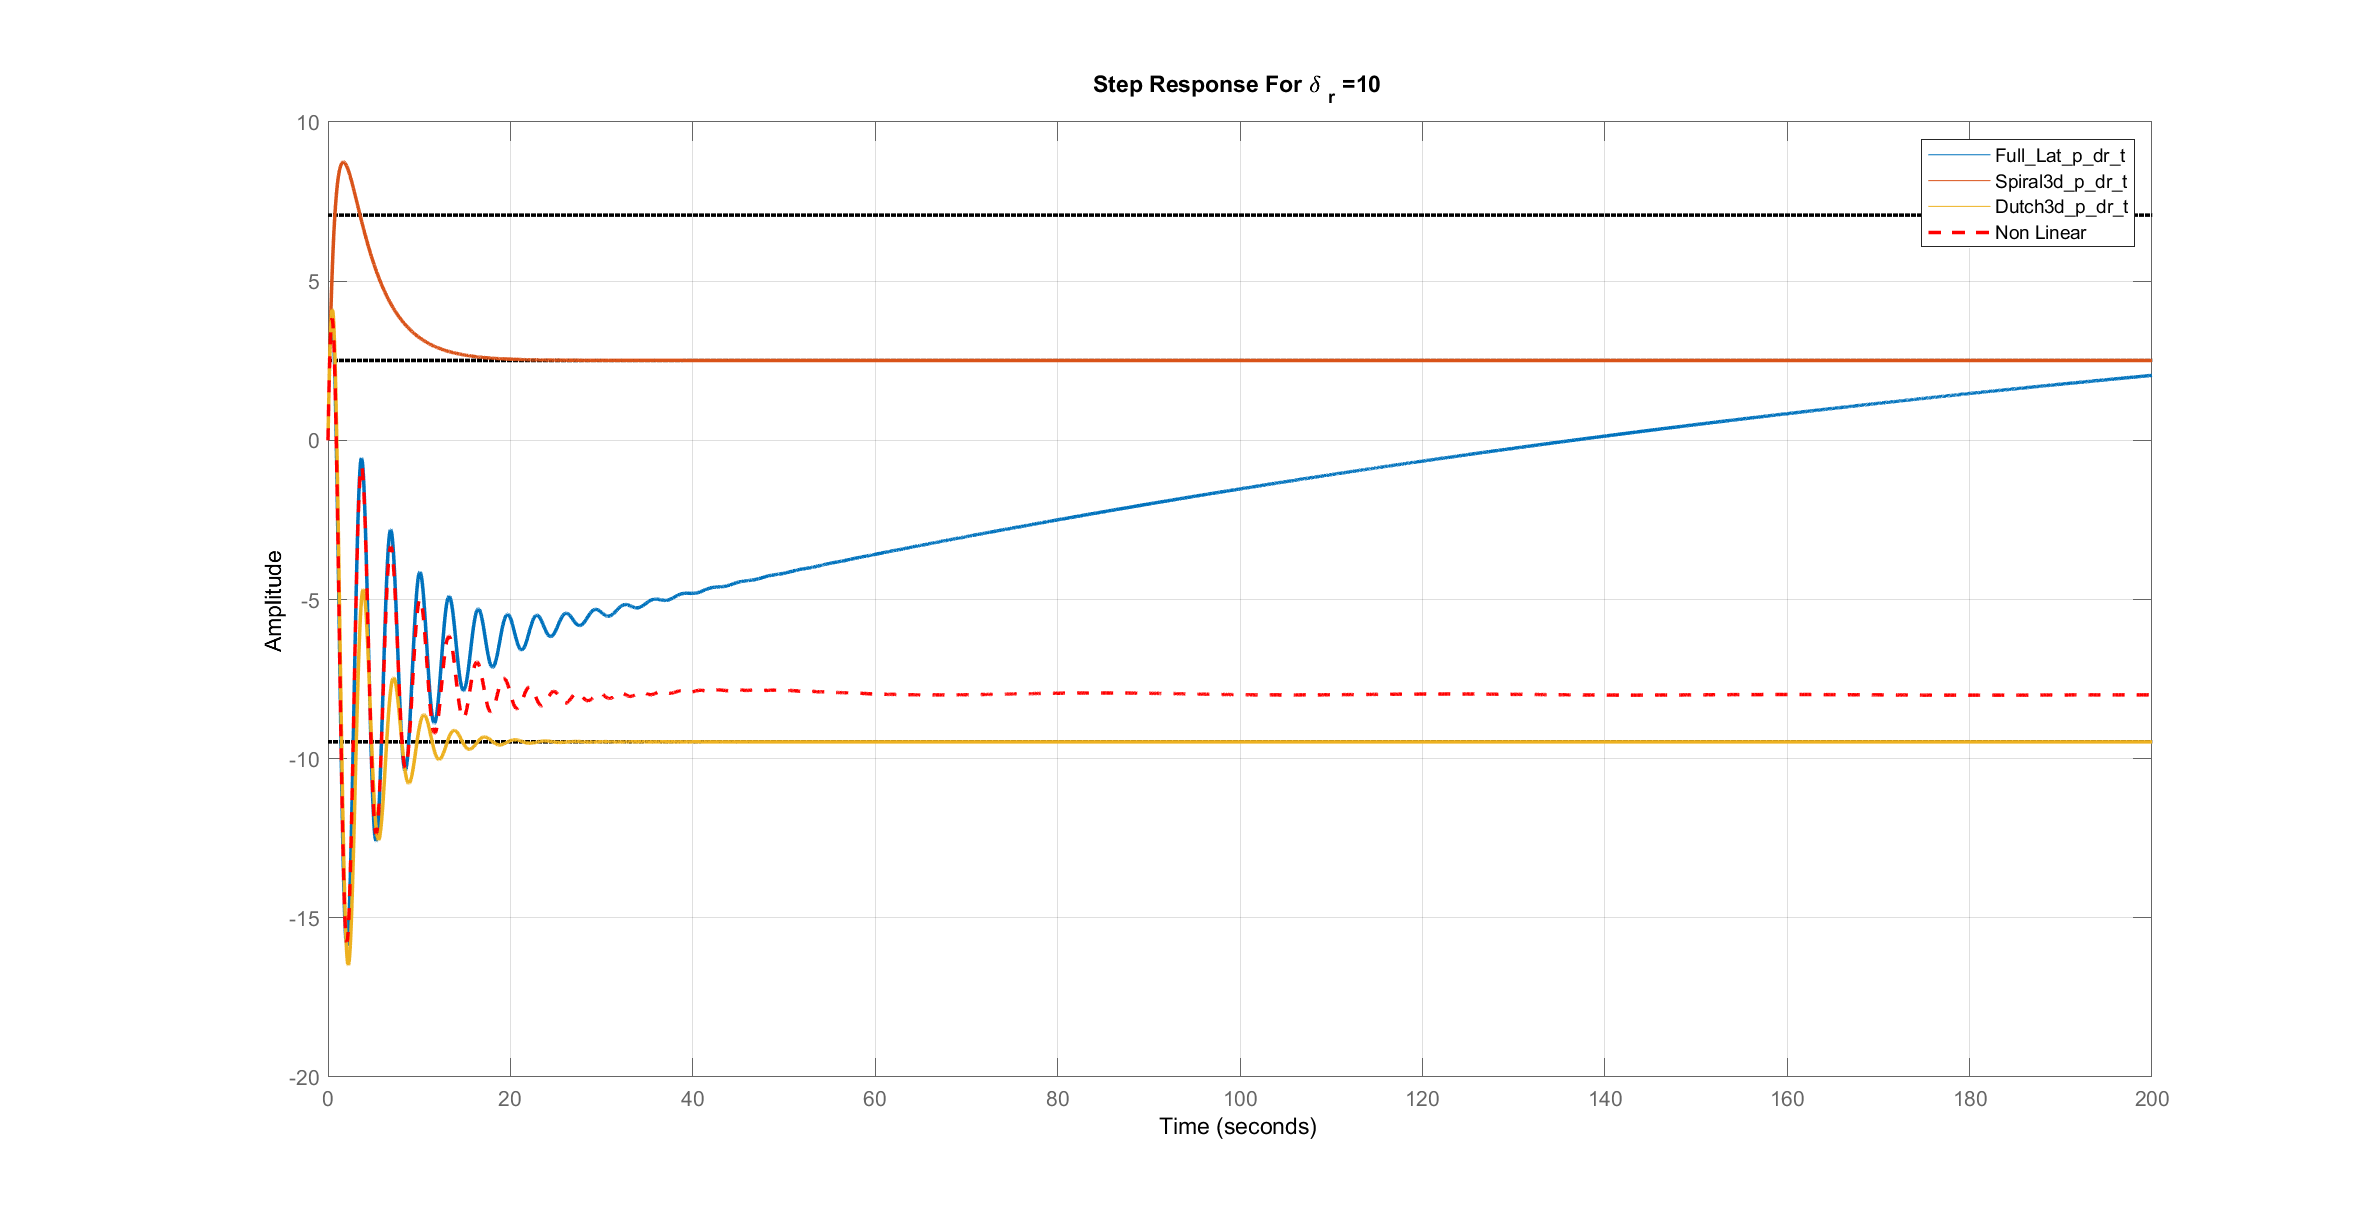 Step Response For δ r =10
10
5
0
-5
-10
-15
-20
Amplitude
Full_Lat_p_dr_t
Spiral3d_p_dr_t
Dutch3d_p_dr_t
Non Linear
0 20 40 60 80 100 120 140 160 180 200
Time (seconds)